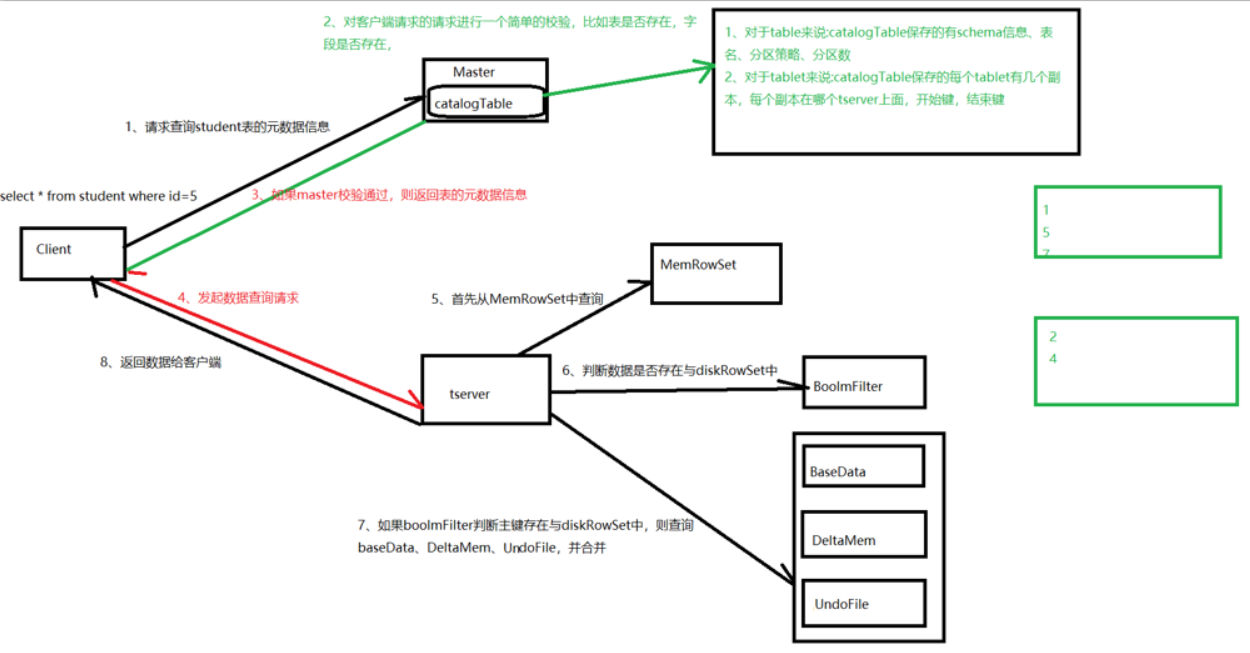 2、对客户端请求的请求进行一个简单的校验，比如表是否存在，字
段是否存在，
1、对于table来说:catalogTable保存的有schema信息、表
名、分区策略、分区数
2、对于tablet来说:catalogTable保存的每个tablet有几个副
本，每个副本在哪个tserver上面，开始键，结束键
Master
catalogTable
1、请求查询student表的元数据信息
select * from student where id=5
3、如果master校验通过，则返回表的元数据信息
Client
1
5
7
MemRowSet
4、发起数据查询请求
5、首先从MemRowSet中查询
2
4
8、返回数据给客户端
6、判断数据是否存在与diskRowSet中
tserver
BoolmFilter
BaseData
7、如果boolmFilter判断主键存在与diskRowSet中，则查询
baseData、DeltaMem、UndoFile，并合并
DeltaMem
UndoFile